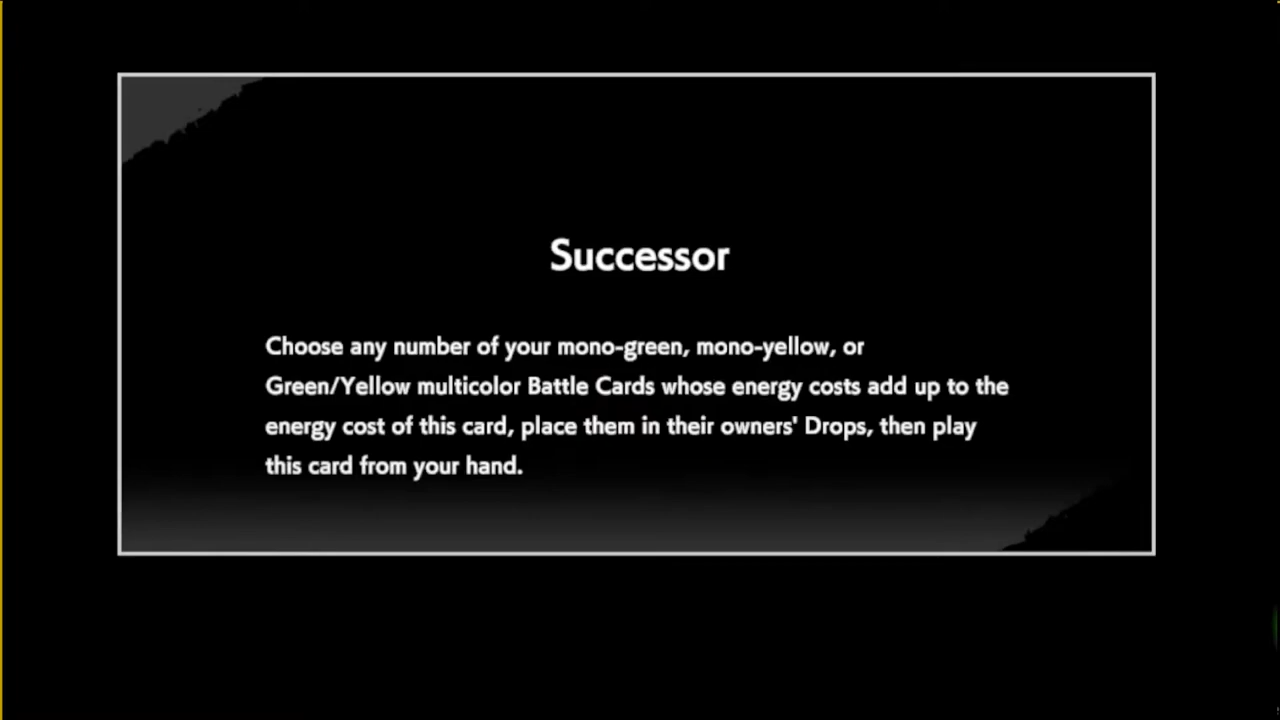 Successor
Choose any number of your mono-green, mono-yellow, or
Green/Yellow multicolor Battle Cards whose energy costs add up to the
energy cost of this card, place them in their owners' Drops, then play
this card from your hand.